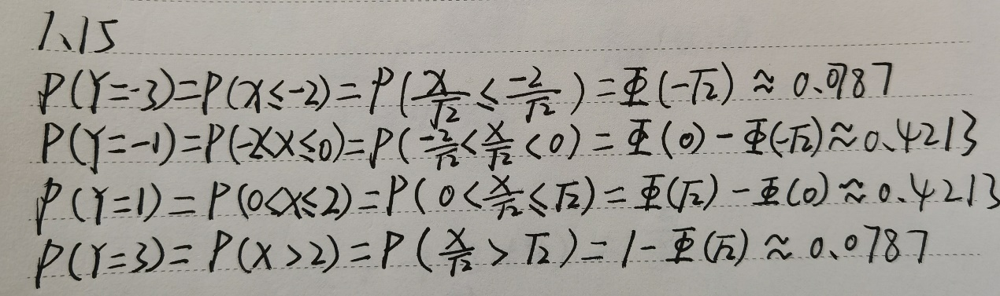 1、15
P(Y=-3)=P(X≤-2)=P(X/√2≤-2/√2)=Φ(-√2)≈0.0787
P(Y=-1)=P(-2<X≤0)=P(-2/√2<X/√2<0)=Φ(0)-Φ(-√2)≈0.4213
P(Y=1)=P(0<X≤2)=P(0<X/√2≤√2)=Φ(√2)-Φ(0)≈0.4213
P(Y=3)=P(X>2)=P(X/√2>√2)=1-Φ(√2)≈0.0787